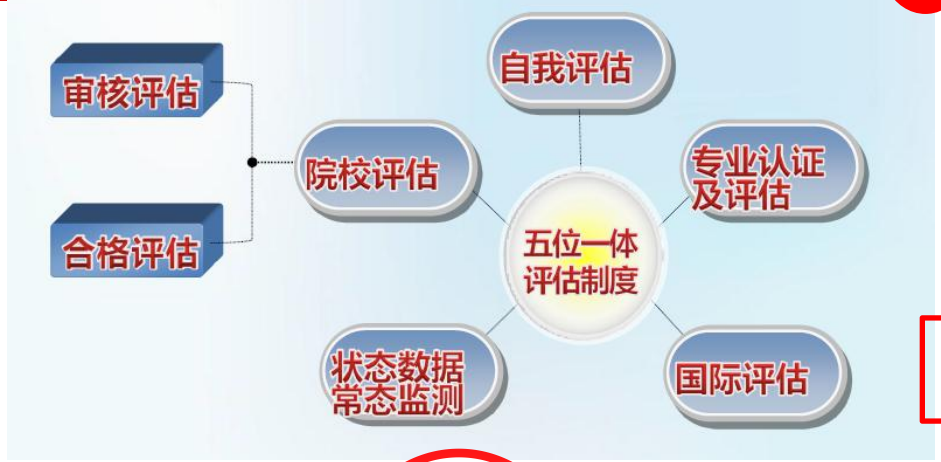 自我评估
审核评估
院校评估
专业认证
及评估
合格评估
五位一体
评估制度
状态数据
常态监测
国际评估